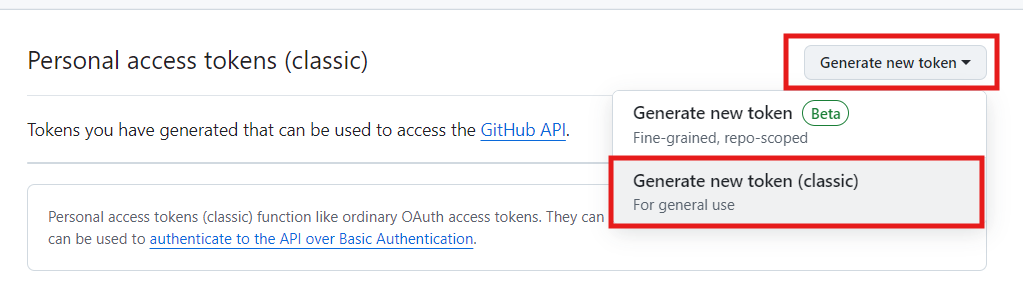 Personal access tokens (classic)
Generate new token
Generate new token Beta
Fine-grained, repo-scoped
Tokens you have generated that can be used to access the GitHub API.
Generate new token (classic)
For general use
Personal access tokens (classic) function like ordinary OAuth access tokens. They can
can be used to authenticate to the API over Basic Authentication.